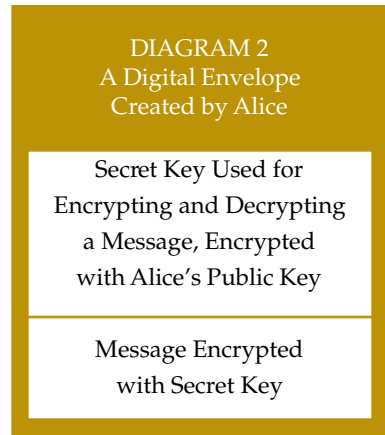 DIAGRAM 2
A Digital Envelope
Created by Alice
Secret Key Used for
Encrypting and Decrypting
a Message, Encrypted
with Alice's Public Key
Message Encrypted
with Secret Key